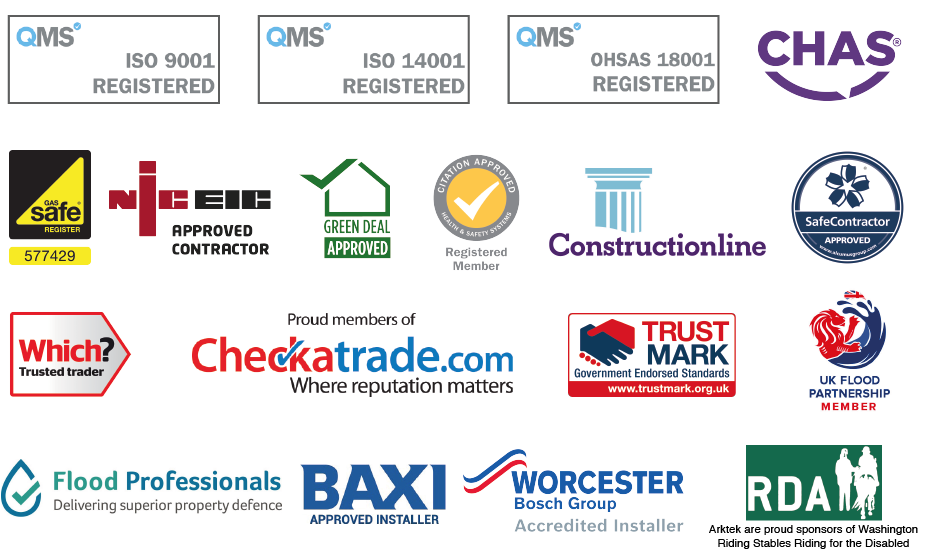 QMS
ISO 9001
REGISTERED
QMS
ISO 14001
REGISTERED
QMS
OHSAS 18001
REGISTERED
CHAS®
GAS
safe
REGISTER
577429
NICEIC
APPROVED
CONTRACTOR
GREEN DEAL
APPROVED
CITATION APPROVED
HEALTH & SAFETY SYSTEMS
Registered
Member
Constructionline
SafeContractor
APPROVED
www.alcumusgroup.com
Which?
Trusted trader
Proud members of
Checkatrade.com
Where reputation matters
TRUST
MARK
Government Endorsed Standards
www.trustmark.org.uk
UK FLOOD
PARTNERSHIP
MEMBER
Flood Professionals
Delivering superior property defence
BAXI
APPROVED INSTALLER
WORCESTER
Bosch Group
Accredited Installer
RDA
Arktek are proud sponsors of Washington
Riding Stables Riding for the Disabled